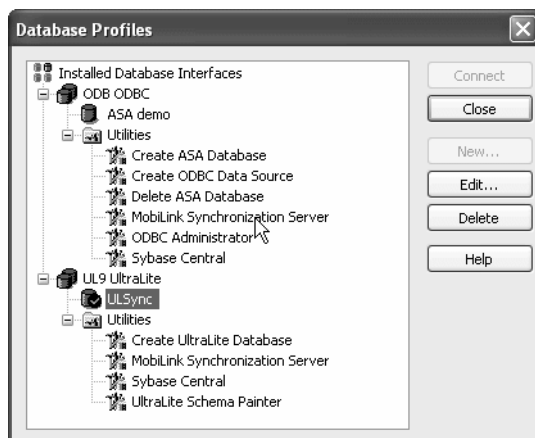 Database Profiles
Installed Database Interfaces
ODB ODBC
ASA demo
Utilities
Create ASA Database
Create ODBC Data Source
Delete ASA Database
MobiLink Synchronization Server
ODBC Administrator
Sybase Central
UL9 UltraLite
ULSync
Utilities
Create UltraLite Database
MobiLink Synchronization Server
Sybase Central
UltraLite Schema Painter
Connect
Close
New...
Edit...
Delete
Help